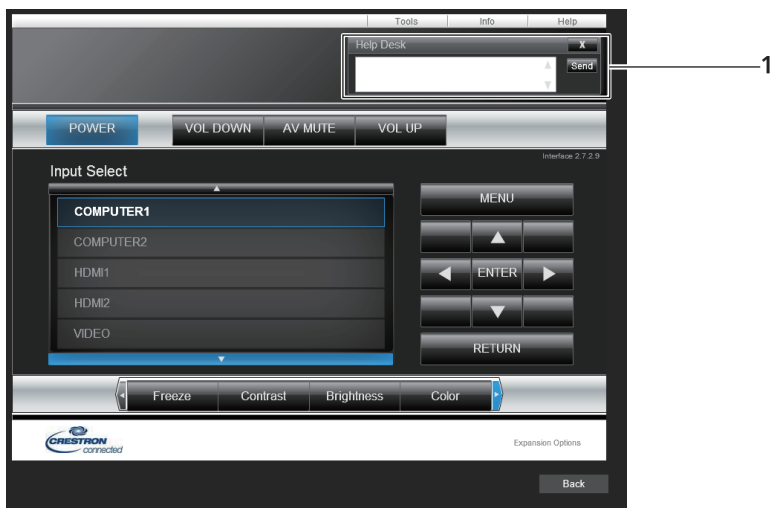 Tools Info Help
Help Desk X
Send
1
POWER VOL DOWN AV MUTE VOL UP
Interface 2.7.2.9
Input Select
COMPUTER1
COMPUTER2
HDMI1
HDMI2
VIDEO
MENU
ENTER
RETURN
Freeze Contrast Brightness Color
CRESTRON
connected
Expansion Options
Back